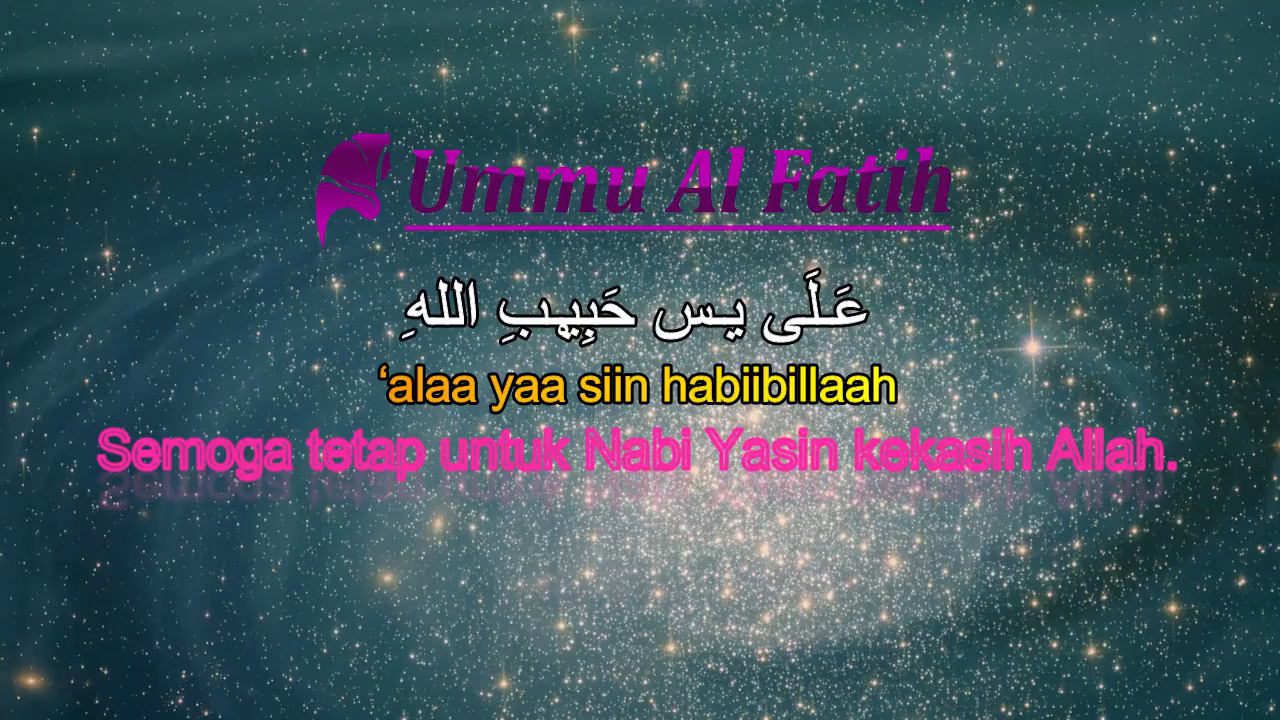 Ummu Al Fatih
عَلَى يس حَبِيبِ اللهِ
‘alaa yaa siin habiibillaah
Semoga tetap untuk Nabi Yasin kekasih Allah.